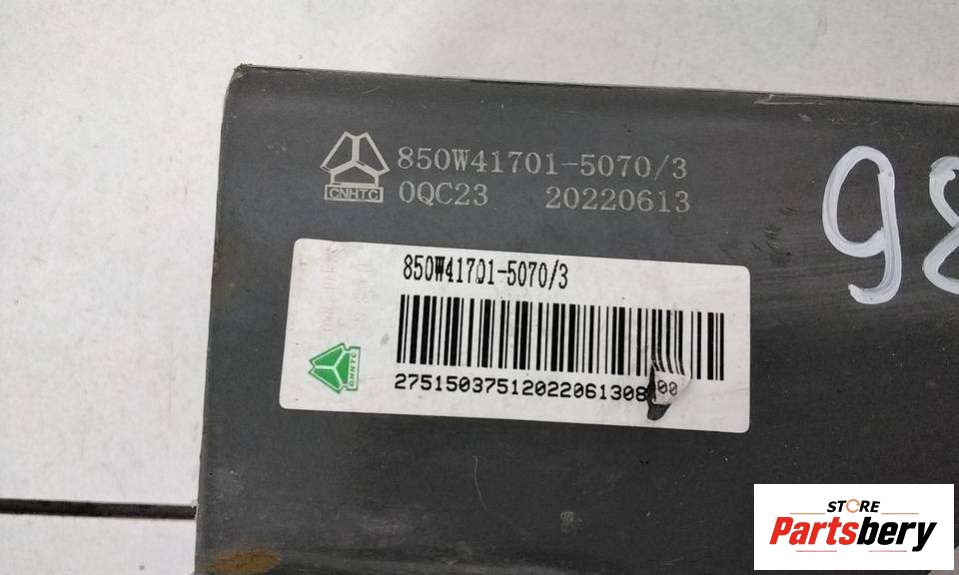 850W41701-5070/3
CNHTC
0QC23 20220613
98
850W41701-5070/3
CNHTC
STORE
Partsbery